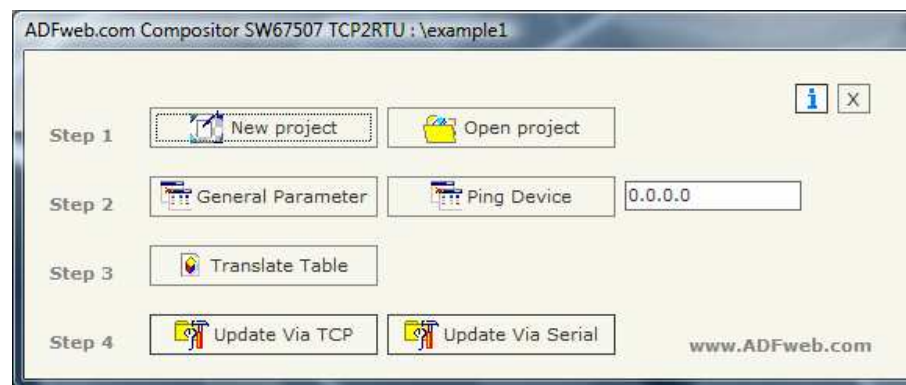 ADFweb.com Compositor SW67507 TCP2RTU : \example1
i X
Step 1 New project Open project
Step 2 General Parameter Ping Device 0.0.0.0
Step 3 Translate Table
Step 4 Update Via TCP Update Via Serial
www.ADFweb.com